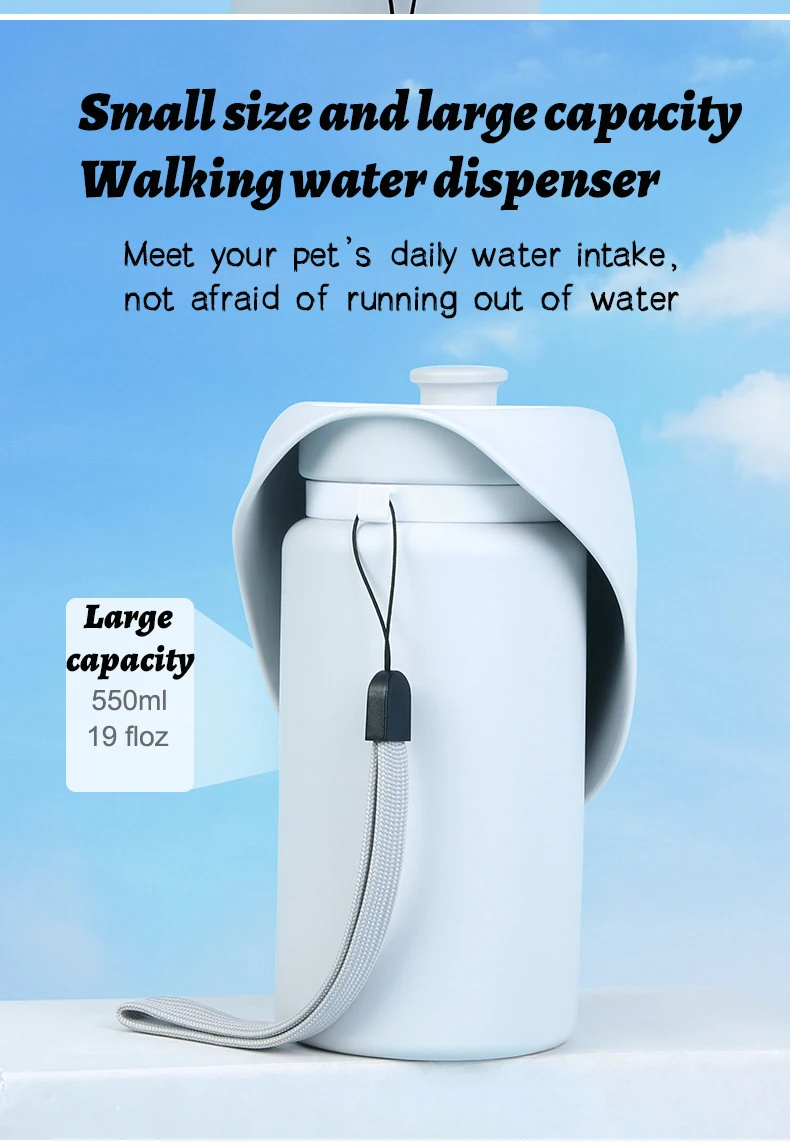 Small size and large capacity
Walking water dispenser
Meet your pet's daily water intake,
not afraid of running out of water
Large
capacity
550ml
19 floz